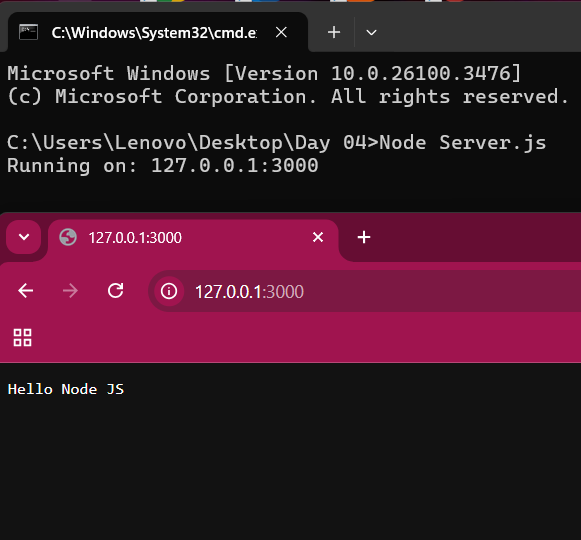 C:\Windows\System32\cmd.e
Microsoft Windows [Version 10.0.26100.3476]
(c) Microsoft Corporation. All rights reserved.
C:\Users\Lenovo\Desktop\Day 04>Node Server.js
Running on: 127.0.0.1:3000
127.0.0.1:3000
127.0.0.1:3000
Hello Node JS